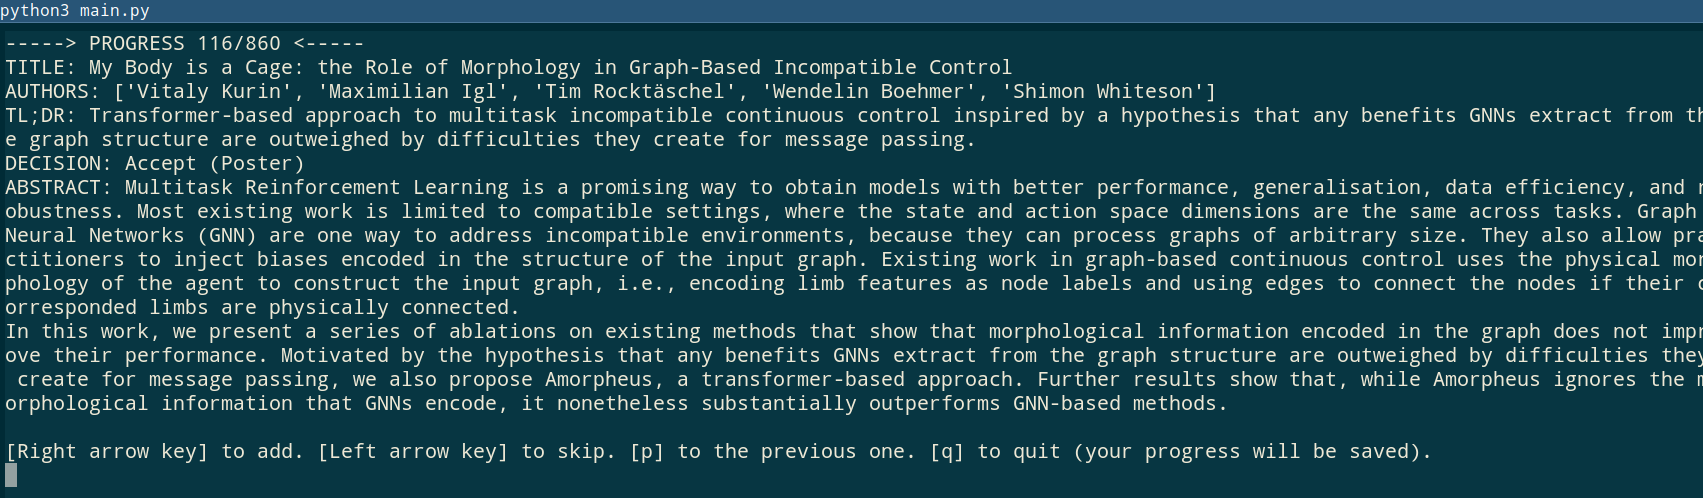 python3 main.py
-----> PROGRESS 116/860 <-----
TITLE: My Body is a Cage: the Role of Morphology in Graph-Based Incompatible Control
AUTHORS: ['Vitaly Kurin', 'Maximilian Igl', 'Tim Rocktäschel', 'Wendelin Boehmer', 'Shimon Whiteson']
TL;DR: Transformer-based approach to multitask incompatible continuous control inspired by a hypothesis that any benefits GNNs extract from th
e graph structure are outweighed by difficulties they create for message passing.
DECISION: Accept (Poster)
ABSTRACT: Multitask Reinforcement Learning is a promising way to obtain models with better performance, generalisation, data efficiency, and r
obustness. Most existing work is limited to compatible settings, where the state and action space dimensions are the same across tasks. Graph
Neural Networks (GNN) are one way to address incompatible environments, because they can process graphs of arbitrary size. They also allow pra
ctitioners to inject biases encoded in the structure of the input graph. Existing work in graph-based continuous control uses the physical mor
phology of the agent to construct the input graph, i.e., encoding limb features as node labels and using edges to connect the nodes if their c
orresponded limbs are physically connected.
In this work, we present a series of ablations on existing methods that show that morphological information encoded in the graph does not impr
ove their performance. Motivated by the hypothesis that any benefits GNNs extract from the graph structure are outweighed by difficulties they
create for message passing, we also propose Amorpheus, a transformer-based approach. Further results show that, while Amorpheus ignores the m
orphological information that GNNs encode, it nonetheless substantially outperforms GNN-based methods.
[Right arrow key] to add. [Left arrow key] to skip. [p] to the previous one. [q] to quit (your progress will be saved).